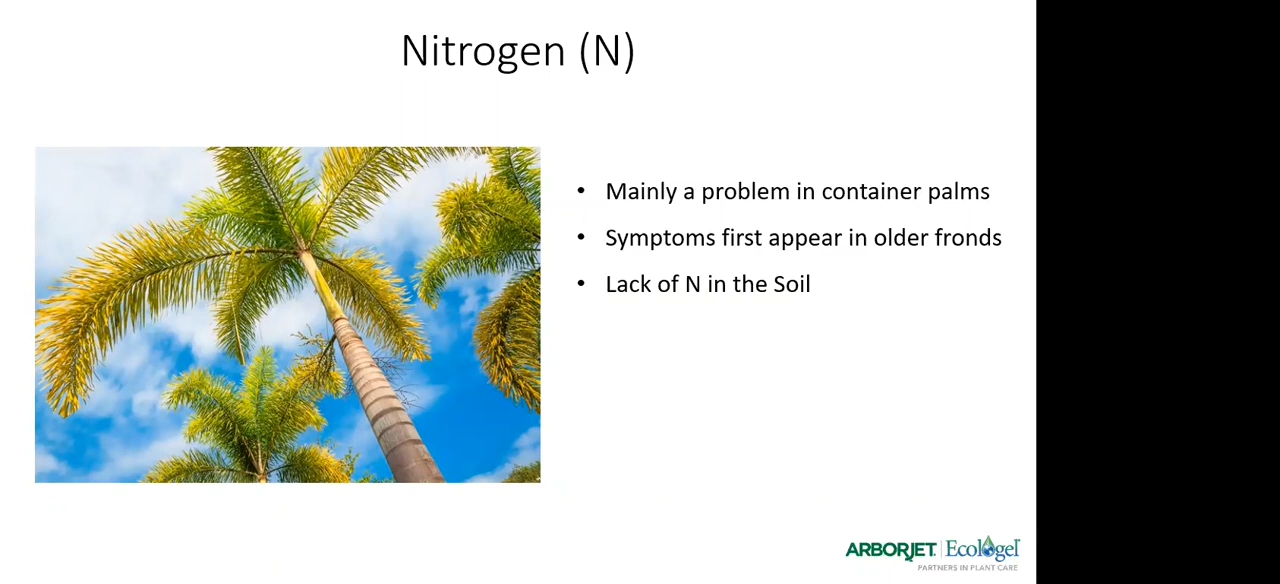 Nitrogen (N)
• Mainly a problem in container palms
• Symptoms first appear in older fronds
• Lack of N in the Soil
ARBORJET | Ecologel
PARTNERS IN PLANT CARE